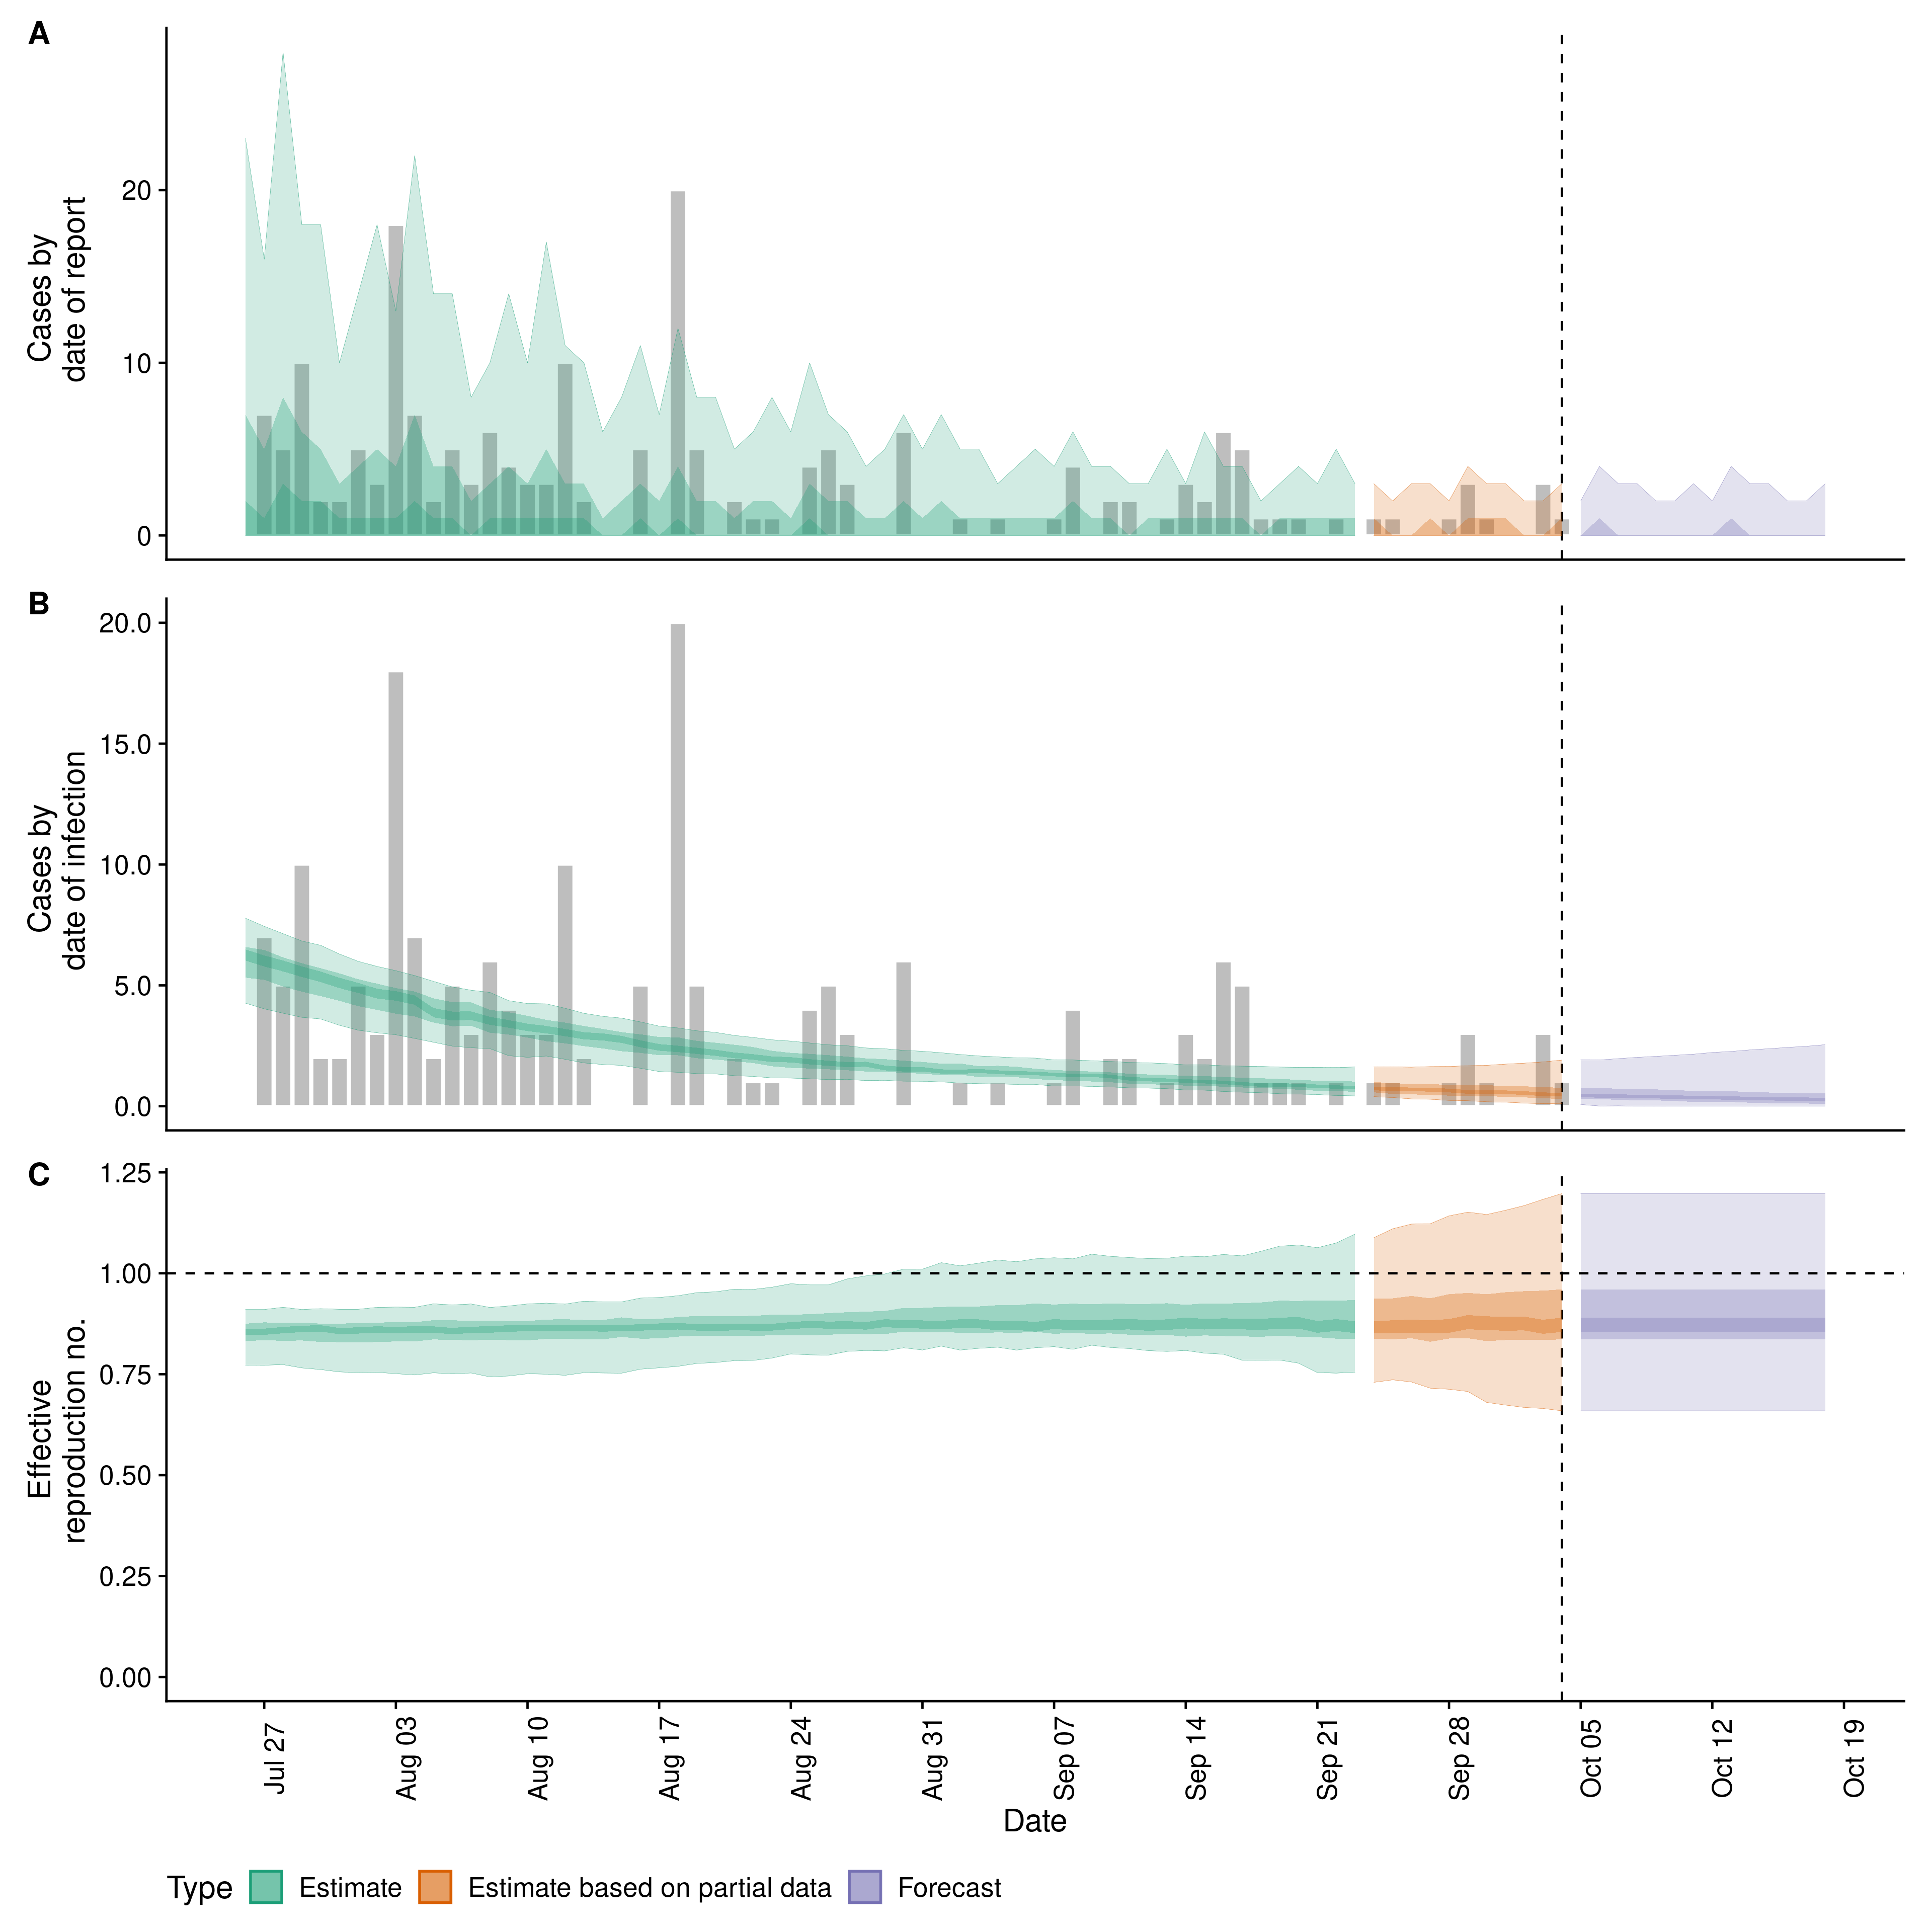 A
Cases by
date of report
20
10
0
B
Cases by
date of infection
20.0
15.0
10.0
5.0
0.0
C
Effective
reproduction no.
1.25
1.00
0.75
0.50
0.25
0.00
Jul 27
Aug 03
Aug 10
Aug 17
Aug 24
Aug 31
Sep 07
Sep 14
Sep 21
Sep 28
Oct 05
Oct 12
Oct 19
Date
Type Estimate Estimate based on partial data Forecast